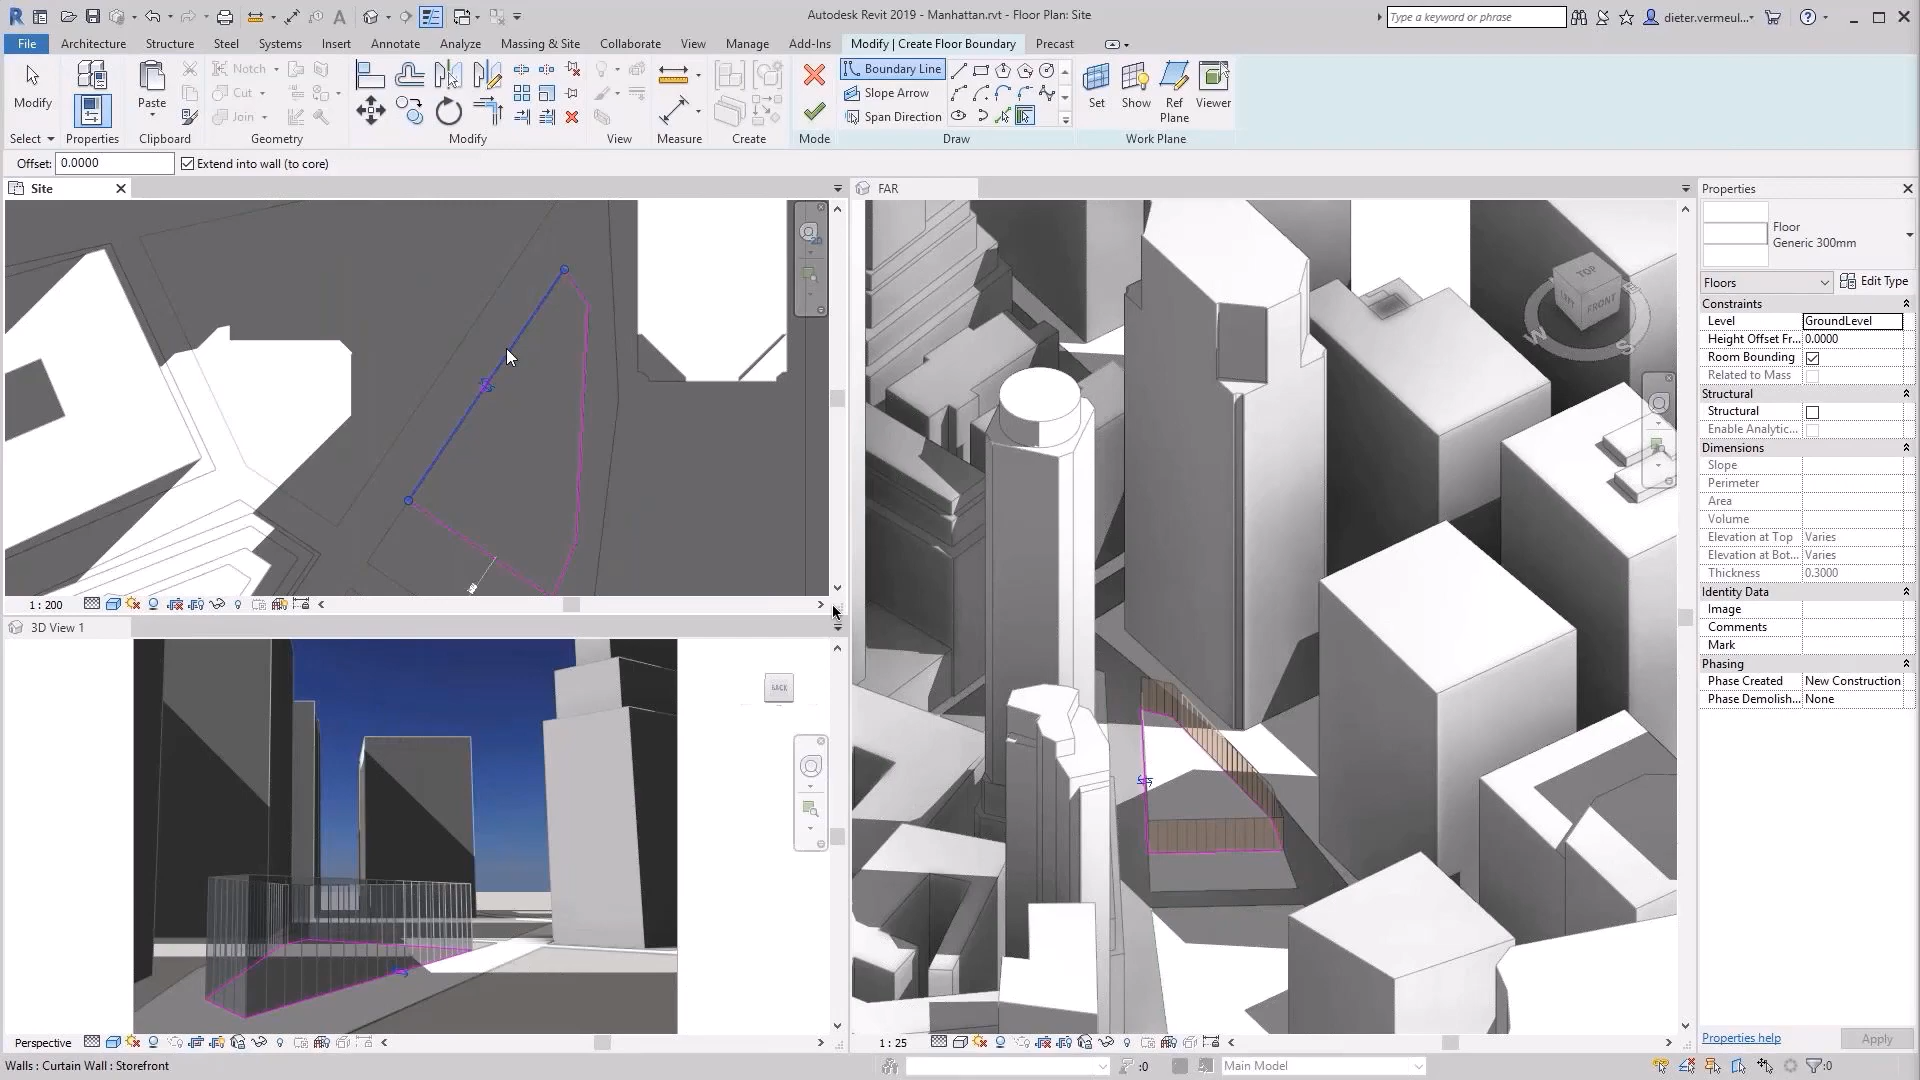 Autodesk Revit 2019 - Manhattan.rvt - Floor Plan: Site
Type a keyword or phrase
dieter.vermeul...
File
Architecture
Structure
Steel
Systems
Insert
Annotate
Analyze
Massing & Site
Collaborate
View
Manage
Add-Ins
Modify | Create Floor Boundary
Precast
Modify
Select
Properties
Paste
Clipboard
Notch
Cut
Join
Geometry
Modify
View
Measure
Create
Mode
Boundary Line
Slope Arrow
Span Direction
Draw
Set
Show
Ref Plane
Viewer
Work Plane
Offset: 0.0000
Extend into wall (to core)
Site
FAR
1 : 200
3D View 1
BACK
TOP
LEFT
FRONT
W
S
Perspective
1 : 25
Properties
Floor
Generic 300mm
Floors
Edit Type
Constraints
Level GroundLevel
Height Offset Fr... 0.0000
Room Bounding
Related to Mass
Structural
Structural
Enable Analytic...
Dimensions
Slope
Perimeter
Area
Volume
Elevation at Top Varies
Elevation at Bot... Varies
Thickness 0.3000
Identity Data
Image
Comments
Mark
Phasing
Phase Created New Construction
Phase Demolish... None
Properties help
Apply
Walls : Curtain Wall : Storefront
:0
Main Model
:0